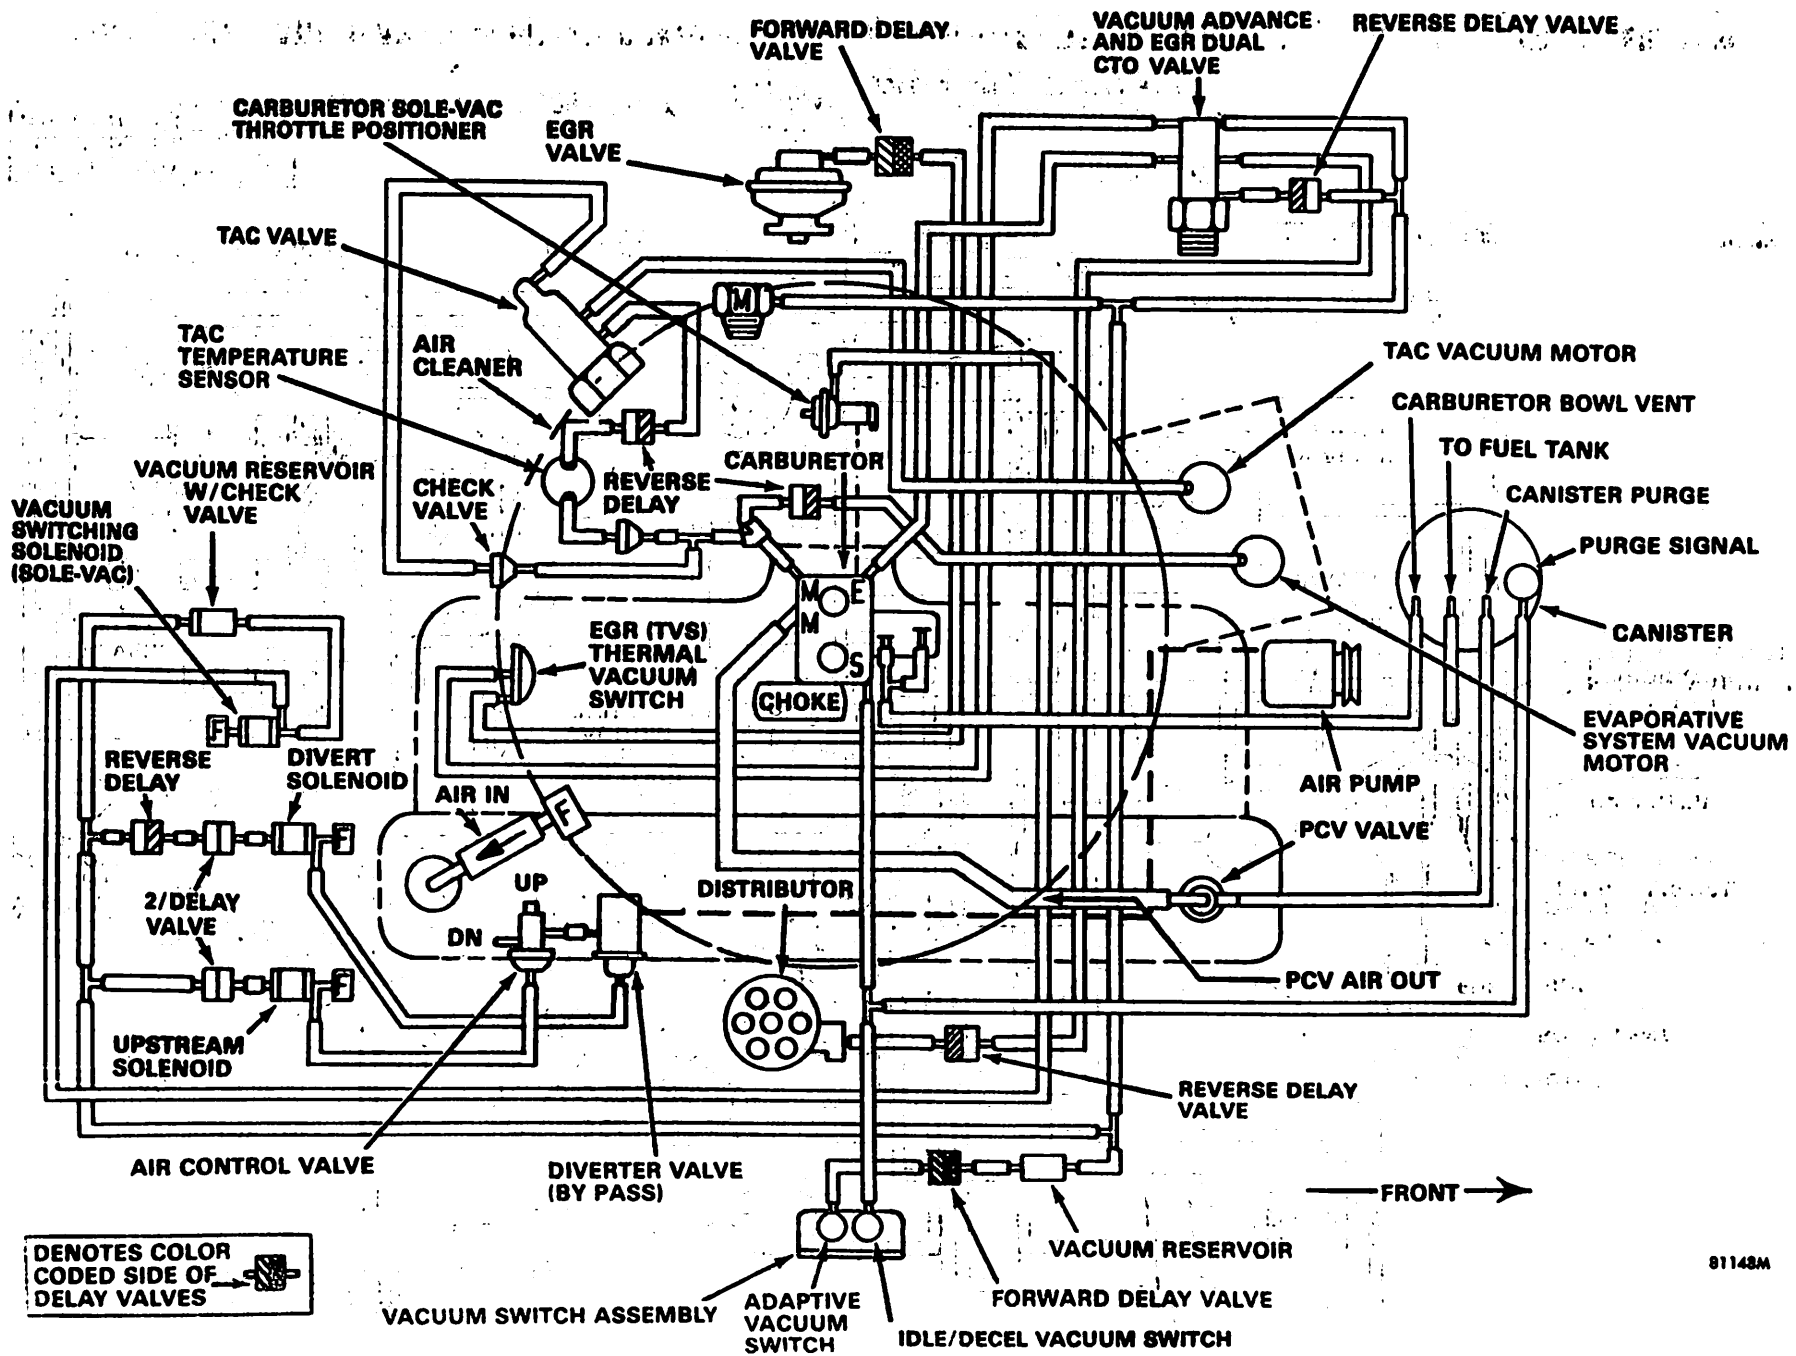 FORWARD DELAY
VALVE
VACUUM ADVANCE
AND EGR DUAL
CTO VALVE
REVERSE DELAY VALVE
CARBURETOR SOLE-VAC
THROTTLE POSITIONER
EGR
VALVE
TAC VALVE
M
TAC
TEMPERATURE
SENSOR
AIR
CLEANER
TAC VACUUM MOTOR
CARBURETOR BOWL VENT
TO FUEL TANK
CANISTER PURGE
PURGE SIGNAL
CANISTER
VACUUM RESERVOIR
W/CHECK
VALVE
VACUUM
SWITCHING
SOLENOID
(SOLE-VAC)
CHECK
VALVE
REVERSE
DELAY
CARBURETOR
M E
M
S
CHOKE
EGR (TVS)
THERMAL
VACUUM
SWITCH
F
REVERSE
DELAY
DIVERT
SOLENOID
F
AIR IN
F
AIR PUMP
EVAPORATIVE
SYSTEM VACUUM
MOTOR
PCV VALVE
2/DELAY
VALVE
UP
DN
DISTRIBUTOR
PCV AIR OUT
F
UPSTREAM
SOLENOID
REVERSE DELAY
VALVE
AIR CONTROL VALVE
DIVERTER VALVE
(BY PASS)
FRONT
DENOTES COLOR
CODED SIDE OF
DELAY VALVES
VACUUM SWITCH ASSEMBLY
ADAPTIVE
VACUUM
SWITCH
IDLE/DECEL VACUUM SWITCH
FORWARD DELAY VALVE
VACUUM RESERVOIR
81148M